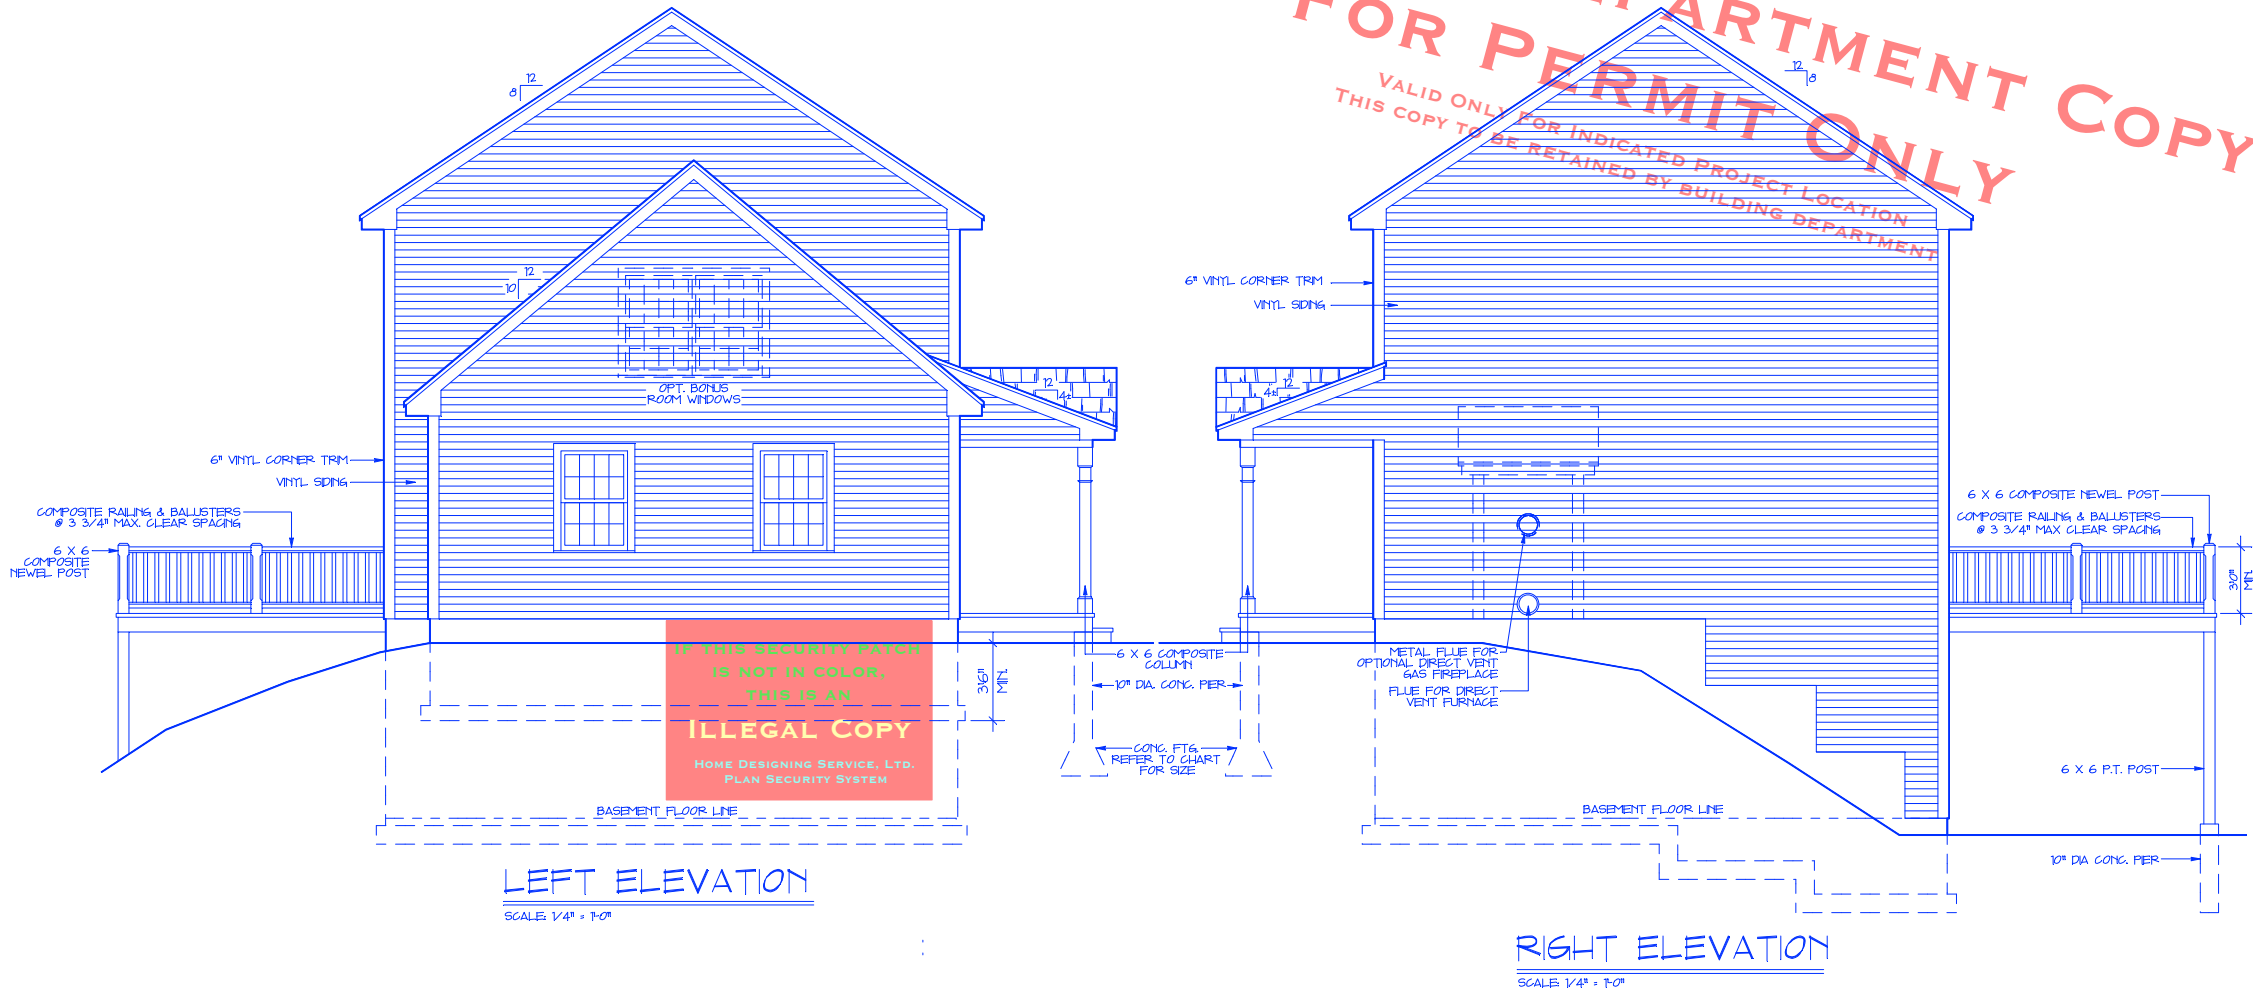 PARTMENT COPY
FOR PERMIT ONLY
VALID ONLY FOR INDICATED PROJECT LOCATION
THIS COPY TO BE RETAINED BY BUILDING DEPARTMENT
12
8
12
10
OPT. BONUS
ROOM WINDOWS
12
4±
6" VINYL CORNER TRIM
VINYL SIDING
COMPOSITE RAILING & BALUSTERS
@ 3 3/4" MAX. CLEAR SPACING
6 X 6
COMPOSITE
NEWEL POST
IF THIS SECURITY PATCH
IS NOT IN COLOR,
THIS IS AN
ILLEGAL COPY
HOME DESIGNING SERVICE, LTD.
PLAN SECURITY SYSTEM
3'6"
MIN.
BASEMENT FLOOR LINE
LEFT ELEVATION
SCALE: 1/4" = 1'-0"
6 X 6 COMPOSITE
COLUMN
10" DIA. CONC. PIER
CONC. FTG.
REFER TO CHART
FOR SIZE
12
8
6" VINYL CORNER TRIM
VINYL SIDING
12
4±
METAL FLUE FOR
OPTIONAL DIRECT VENT
GAS FIREPLACE
FLUE FOR DIRECT
VENT FURNACE
6 X 6 COMPOSITE NEWEL POST
COMPOSITE RAILING & BALUSTERS
@ 3 3/4" MAX CLEAR SPACING
3'0"
MIN.
6 X 6 P.T. POST
BASEMENT FLOOR LINE
10" DIA CONC. PIER
RIGHT ELEVATION
SCALE: 1/4" = 1'-0"